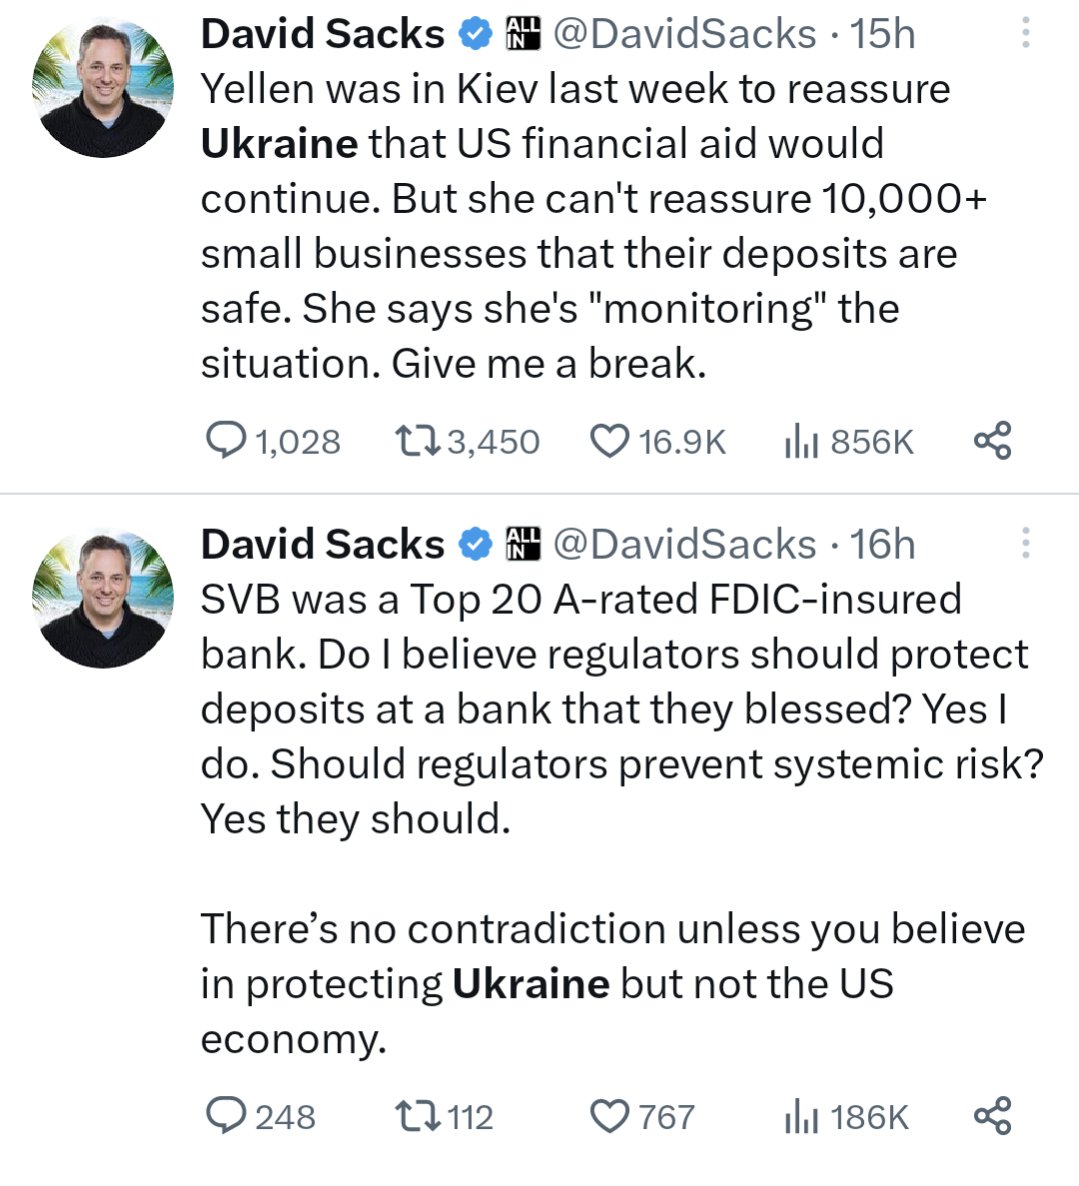 David Sacks ALL IN @DavidSacks · 15h
Yellen was in Kiev last week to reassure
Ukraine that US financial aid would
continue. But she can't reassure 10,000+
small businesses that their deposits are
safe. She says she's "monitoring" the
situation. Give me a break.
1,028 3,450 16.9K 856K
David Sacks ALL IN @DavidSacks · 16h
SVB was a Top 20 A-rated FDIC-insured
bank. Do I believe regulators should protect
deposits at a bank that they blessed? Yes I
do. Should regulators prevent systemic risk?
Yes they should.
There’s no contradiction unless you believe
in protecting Ukraine but not the US
economy.
248 112 767 186K